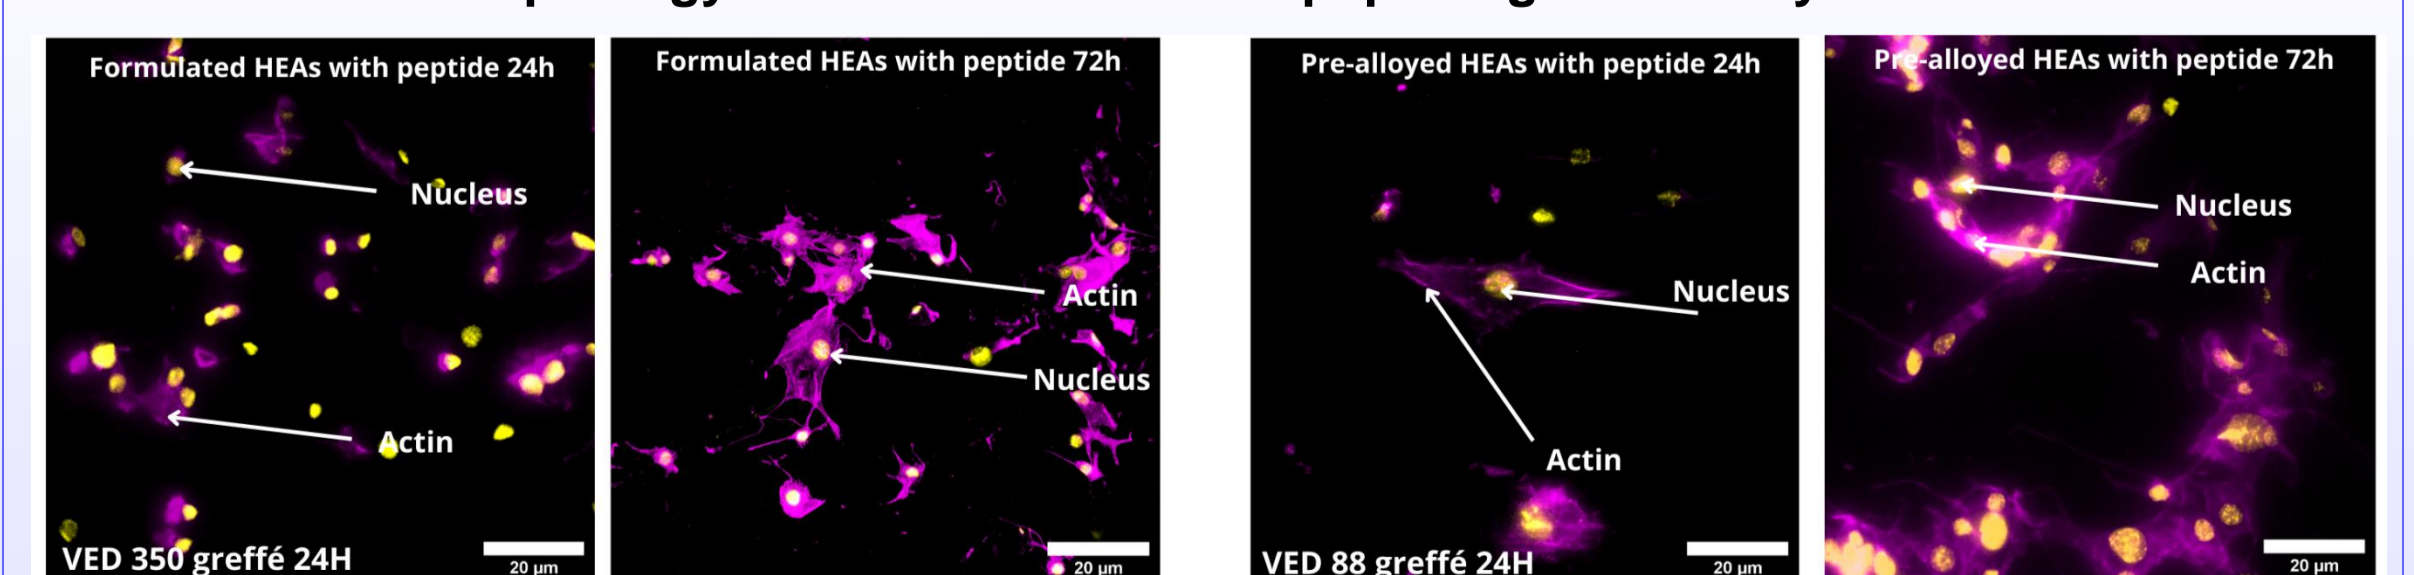 Formulated HEAs with peptide 24h
Nucleus
Actin
VED 350 greffé 24H
20 µm
Formulated HEAs with peptide 72h
Actin
Nucleus
20 µm
Pre-alloyed HEAs with peptide 24h
Nucleus
Actin
VED 88 greffé 24H
20 µm
Pre-alloyed HEAs with peptide 72h
Nucleus
Actin
20 µm